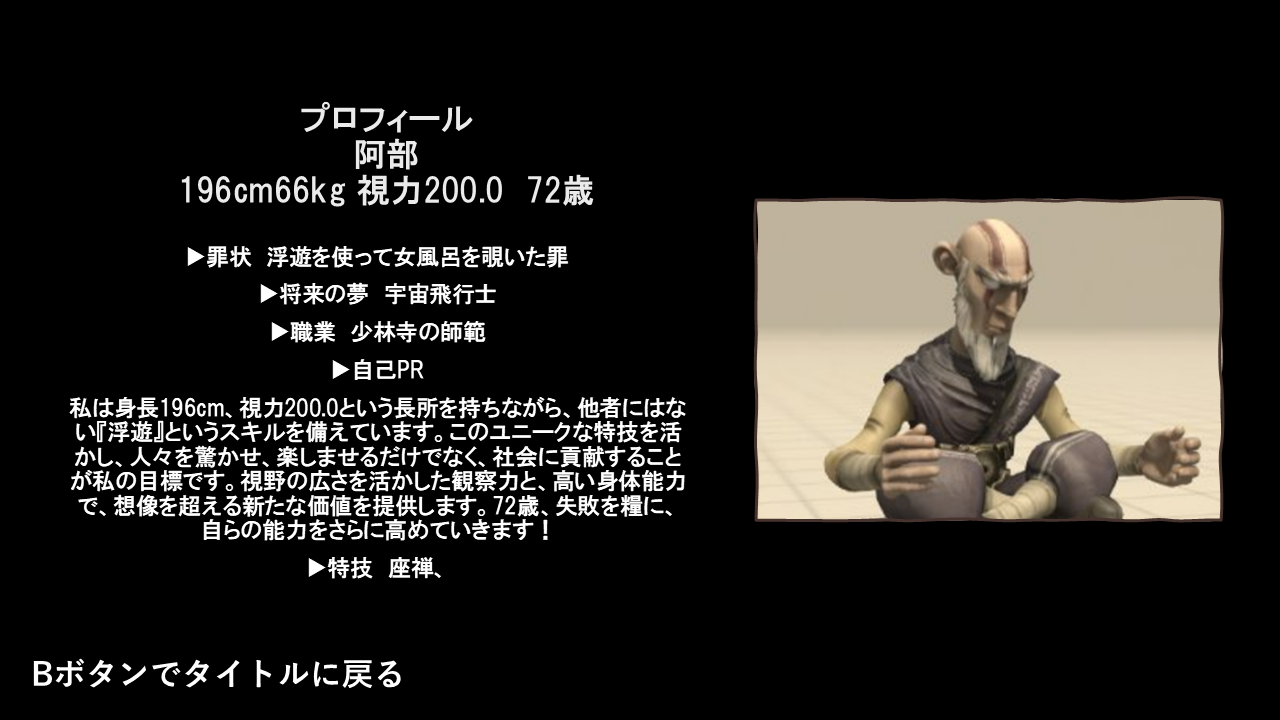 プロフィール
阿部
196cm66kg 視力200.0　72歳
▶罪状　浮遊を使って女風呂を覗いた罪
▶将来の夢　宇宙飛行士
▶職業　少林寺の師範
▶自己PR
私は身長196cm、視力200.0という長所を持ちながら、他者にはな
い『浮遊』というスキルを備えています。このユニークな特技を活
かし、人々を驚かせ、楽しませるだけでなく、社会に貢献すること
が私の目標です。視野の広さを活かした観察力と、高い身体能力
で、想像を超える新たな価値を提供します。72歳、失敗を糧に、
自らの能力をさらに高めていきます！
▶特技　座禅、
Bボタンでタイトルに戻る